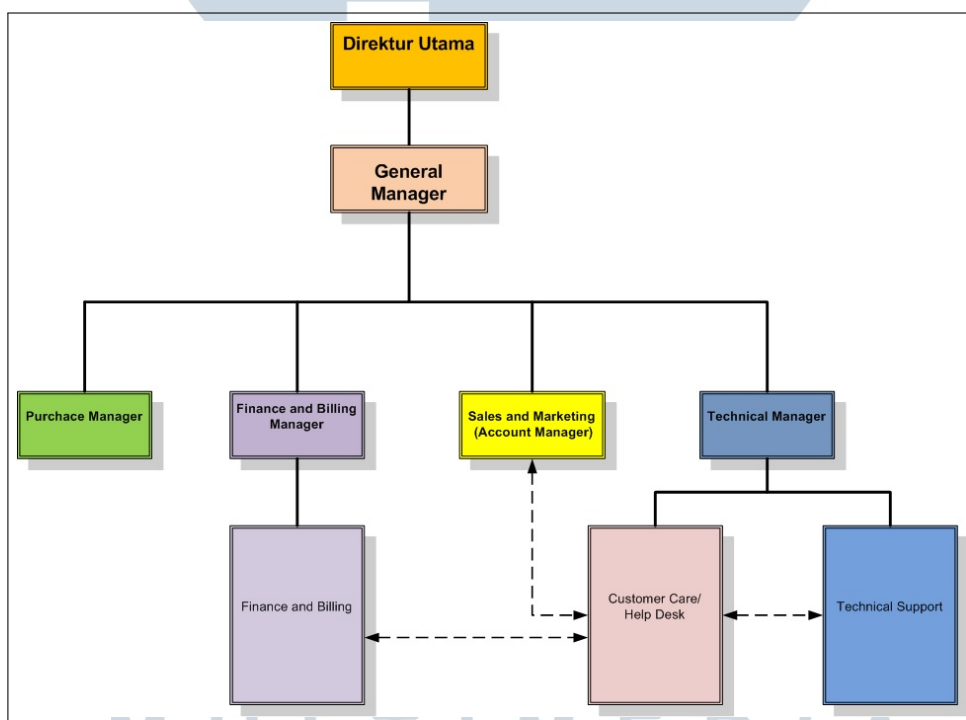 Direktur Utama
General
Manager
Purchace Manager
Finance and Billing
Manager
Sales and Marketing
(Account Manager)
Technical Manager
Finance and Billing
Customer Care/
Help Desk
Technical Support